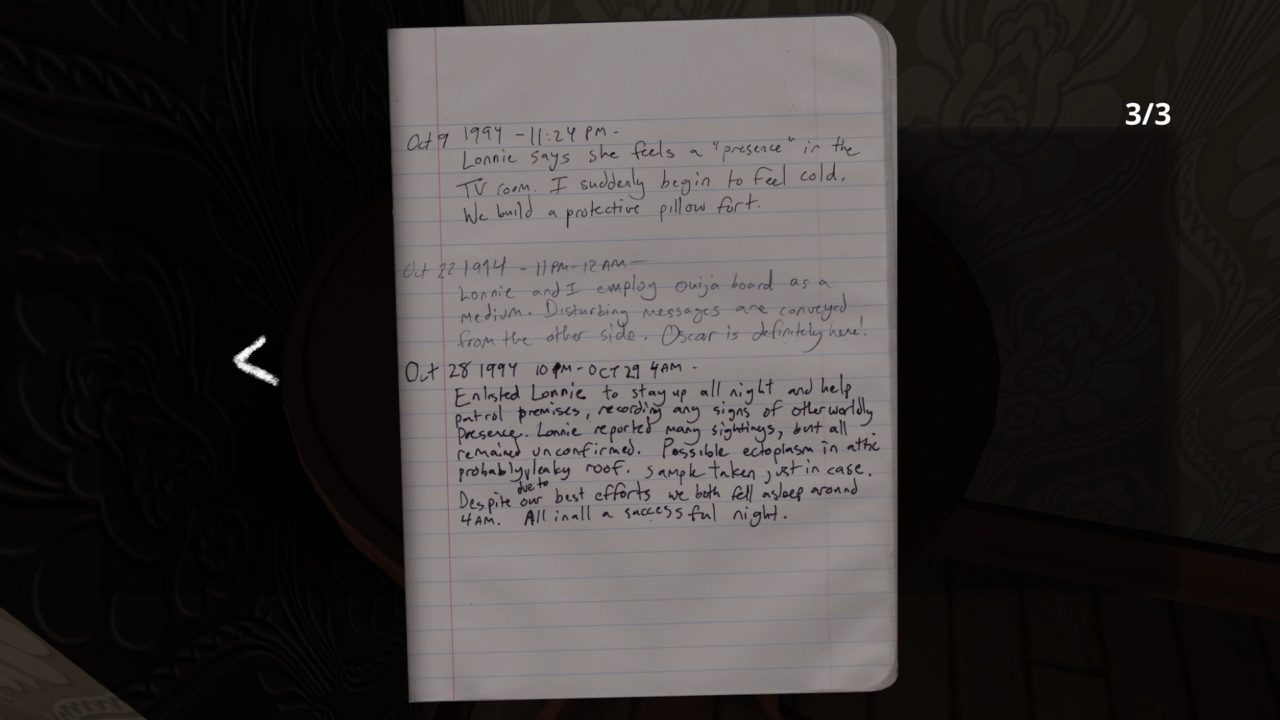 3/3
Oct 9 1994 - 11:24 PM -
Lonnie says she feels a "presence" in the
TV room. I suddenly begin to feel cold.
We build a protective pillow fort.
Oct 22 1994 - 11PM-12AM -
Lonnie and I employ ouija board as a
medium. Disturbing messages are conveyed
from the other side. Oscar is definitely here!
Oct 28 1994 10PM - OCT 29 4AM -
Enlisted Lonnie to stay up all night and help
patrol premises, recording any signs of otherworldly
presence. Lonnie reported many sightings, but all
remained unconfirmed. Possible ectoplasm in attic
probably leaky roof. Sample taken just in case.
due to
Despite our best efforts we both fell asleep around
4AM. All in all a successful night.